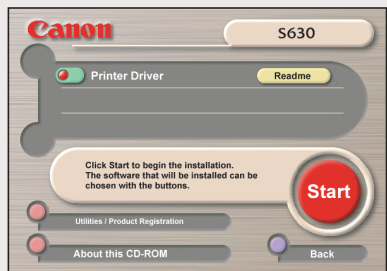 Canon
S630
Printer Driver
Readme
Click Start to begin the installation.
The software that will be installed can be
chosen with the buttons.
Start
Utilities / Product Registration
About this CD-ROM
Back